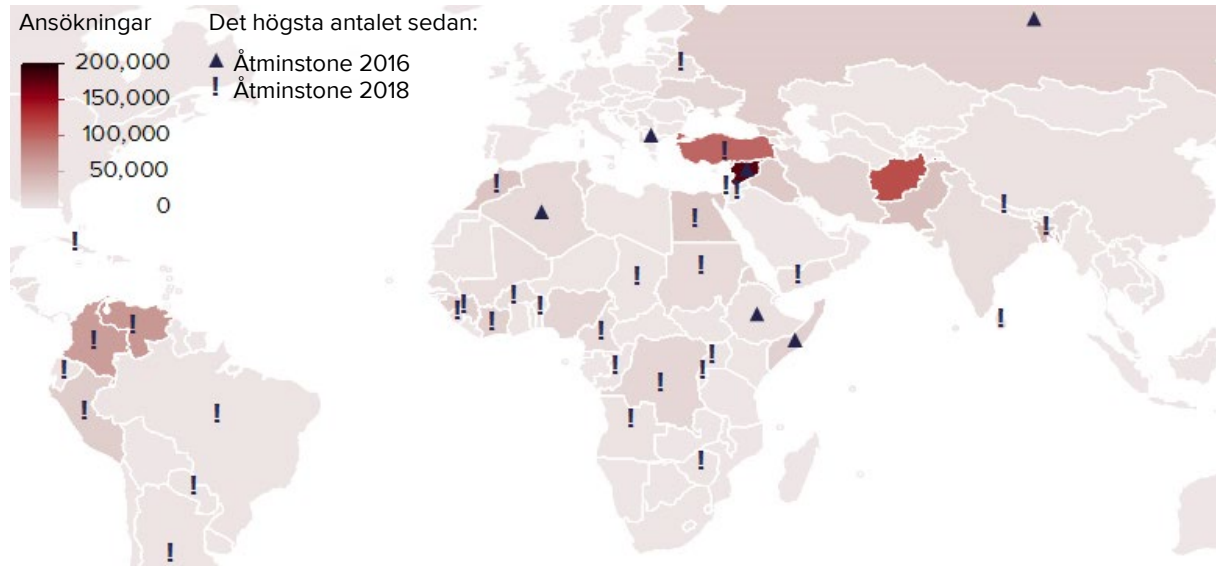 Ansökningar
200,000
150,000
100,000
50,000
0
Det högsta antalet sedan:
▲ Åtminstone 2016
! Åtminstone 2018